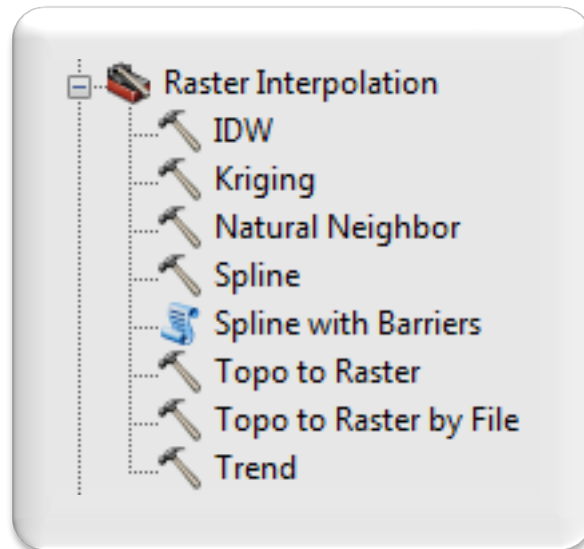 Raster Interpolation
IDW
Kriging
Natural Neighbor
Spline
Spline with Barriers
Topo to Raster
Topo to Raster by File
Trend